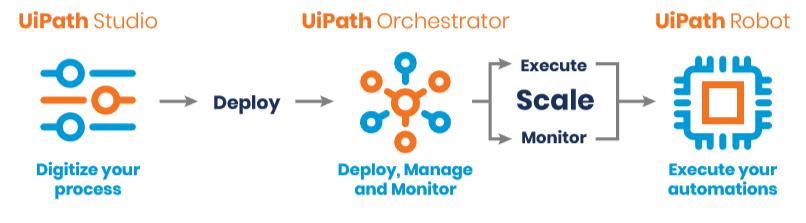 UiPath Studio
UiPath Orchestrator
UiPath Robot
Deploy
Execute
Scale
Monitor
Digitize your
process
Deploy, Manage
and Monitor
Execute your
automations